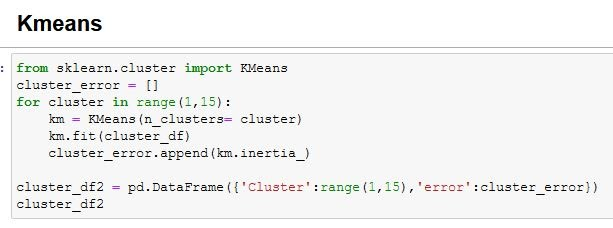 Kmeans
: from sklearn.cluster import KMeans
cluster_error = []
for cluster in range(1,15):
    km = KMeans(n_clusters= cluster)
    km.fit(cluster_df)
    cluster_error.append(km.inertia_)
cluster_df2 = pd.DataFrame({'Cluster':range(1,15),'error':cluster_error})
cluster_df2